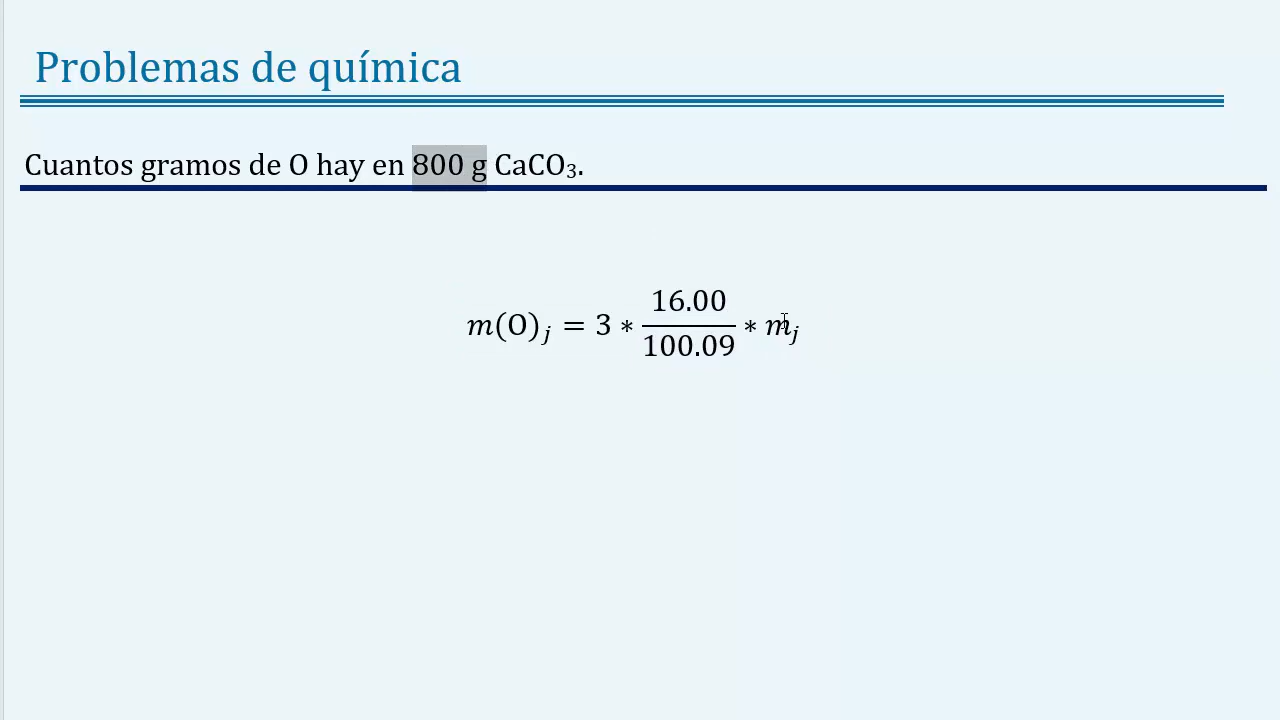 Problemas de química
Cuantos gramos de O hay en 800 g CaCO₃.
m(O)ⱼ = 3 * 16.00 / 100.09 * mⱼ